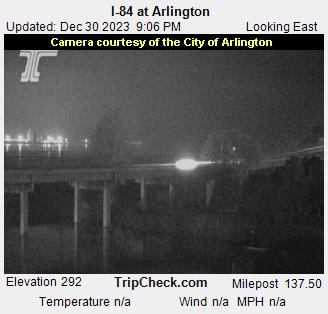 I-84 at Arlington
Updated: Dec 30 2023 9:06 PM Looking East
Camera courtesy of the City of Arlington
Elevation 292 TripCheck.com Milepost 137.50
Temperature n/a Wind n/a MPH n/a